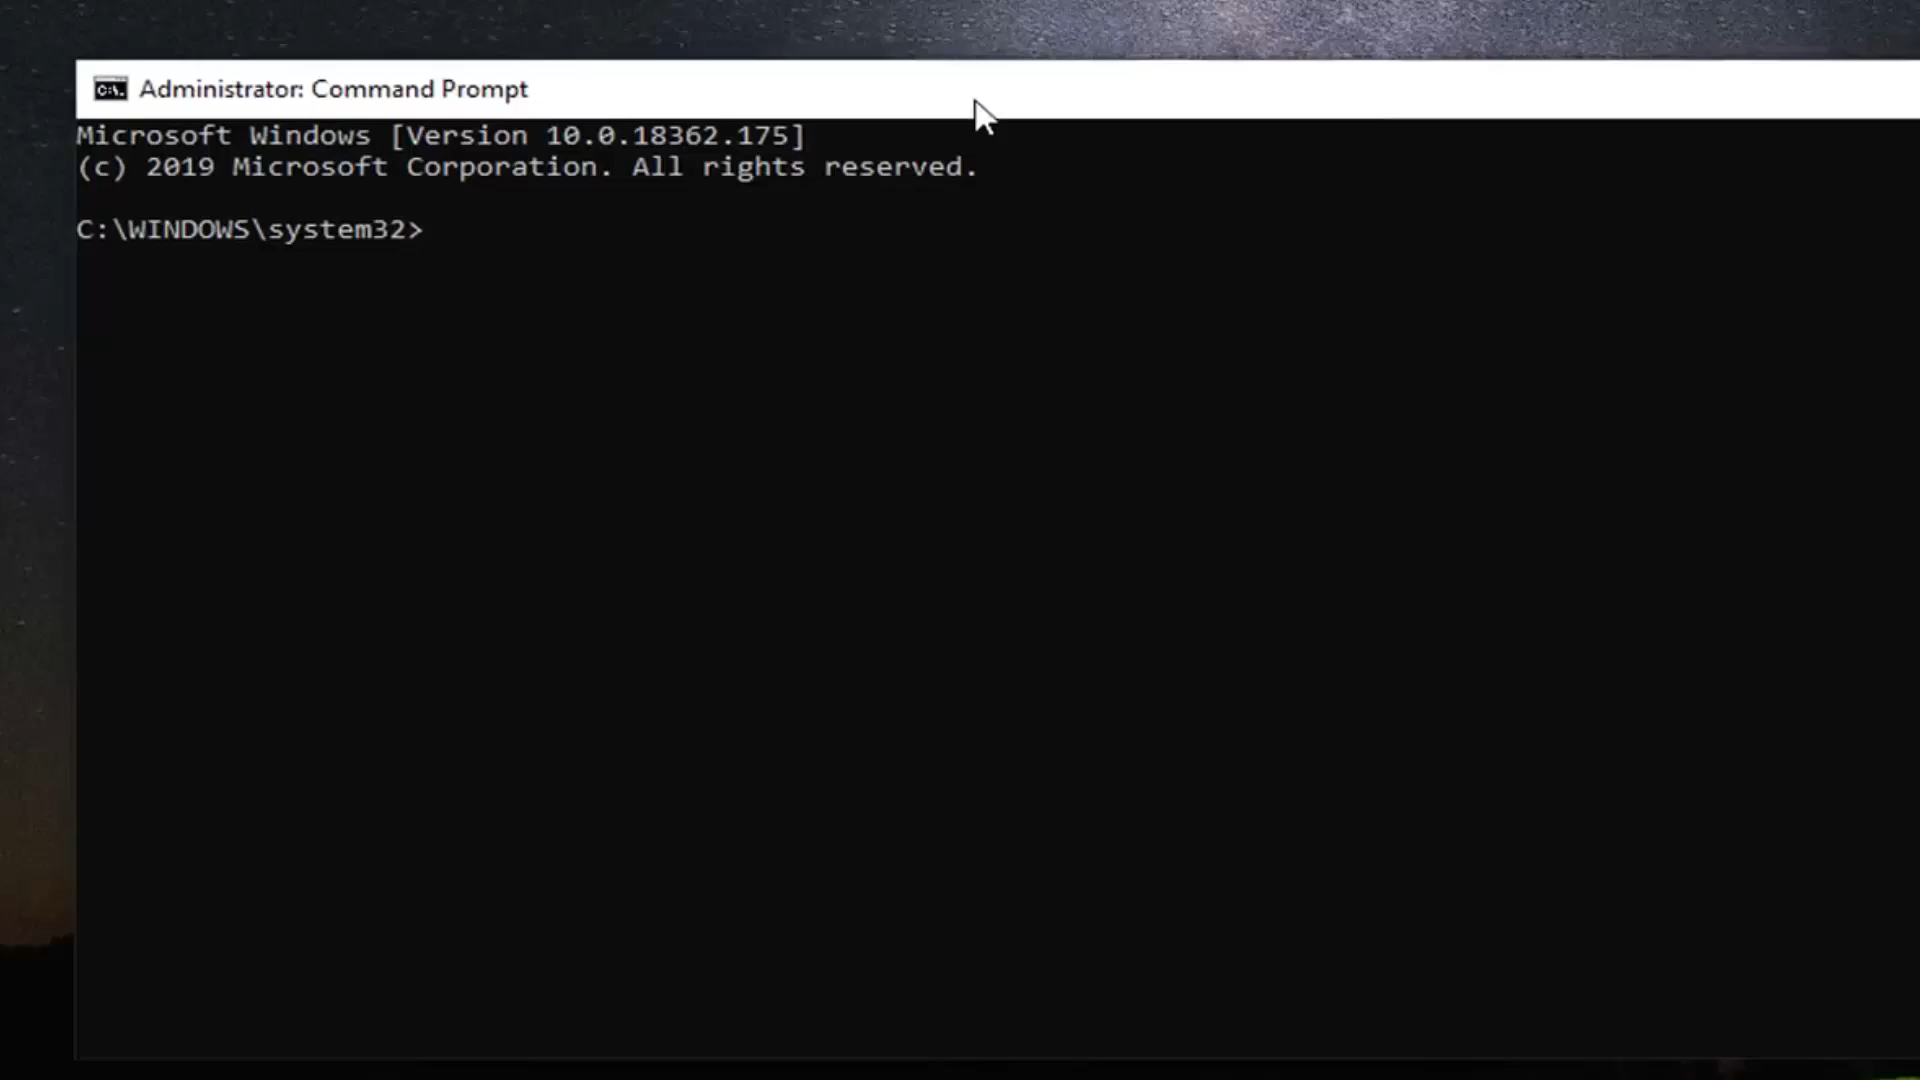 Administrator: Command Prompt
Microsoft Windows [Version 10.0.18362.175]
(c) 2019 Microsoft Corporation. All rights reserved.
C:\WINDOWS\system32>